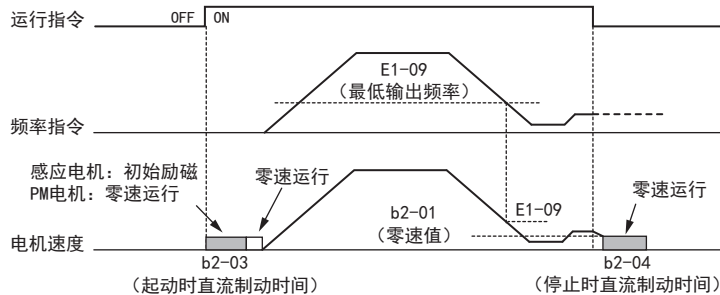 运行指令
OFF
ON
E1-09
（最低输出频率）
频率指令
感应电机：初始励磁
PM电机：零速运行
零速运行
b2-01
（零速值）
E1-09
零速运行
电机速度
b2-03
（起动时直流制动时间）
b2-04
（停止时直流制动时间）